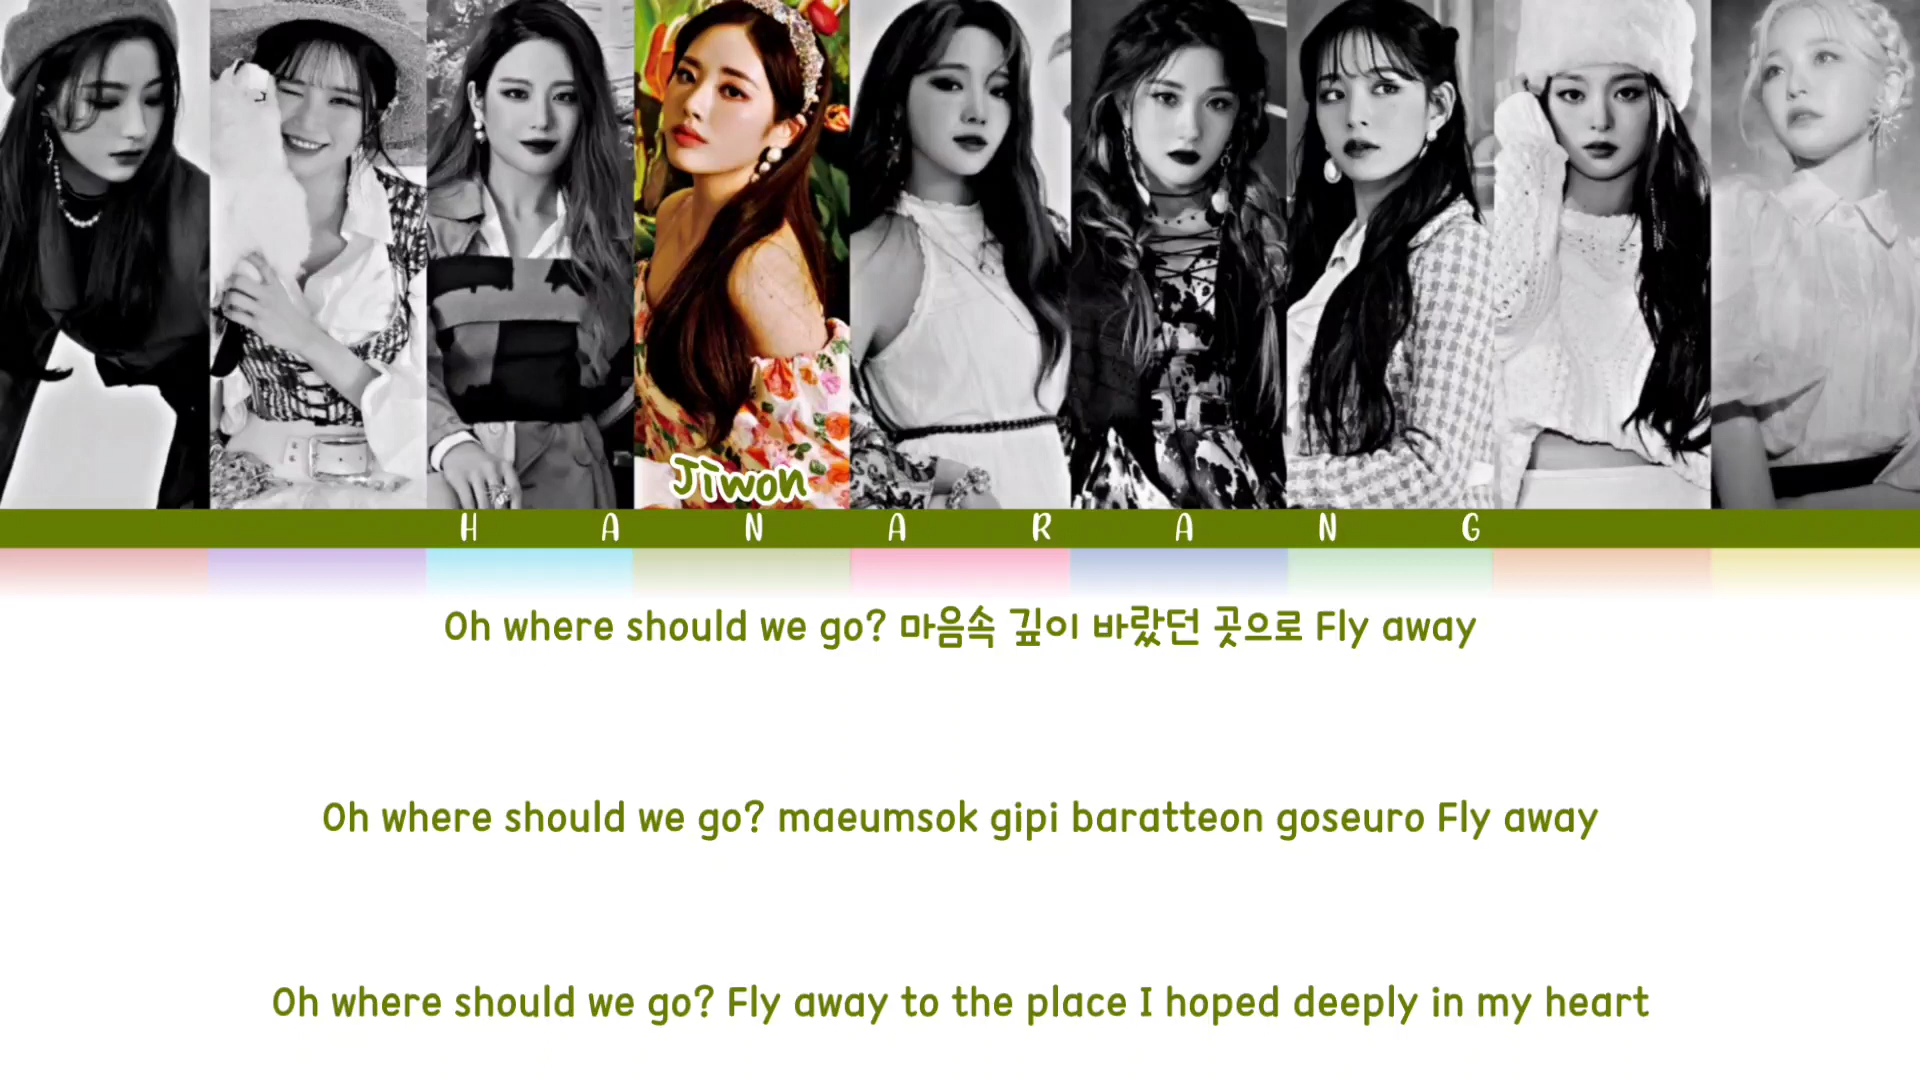 Jiwon
H A N A R A N G
Oh where should we go? 마음속 깊이 바랐던 곳으로 Fly away
Oh where should we go? maeumsok gipi baratteon goseuro Fly away
Oh where should we go? Fly away to the place I hoped deeply in my heart